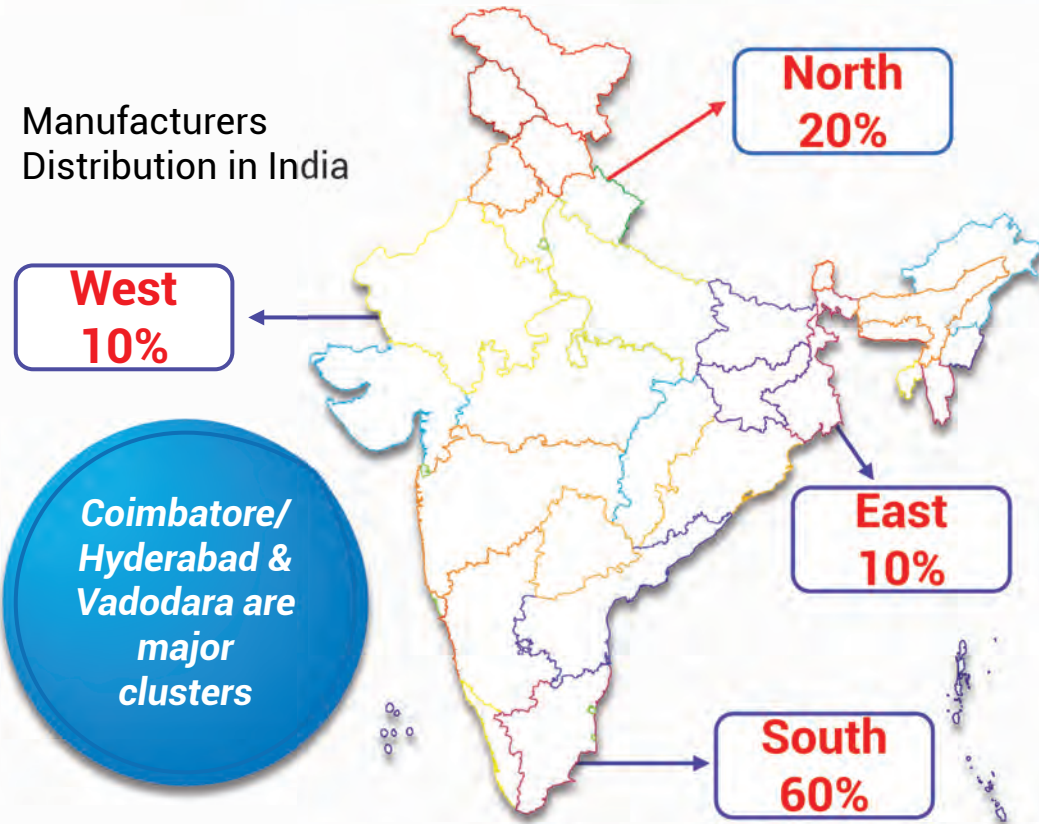 Manufacturers
Distribution in India
North
20%
West
10%
Coimbatore/
Hyderabad &
Vadodara are
major
clusters
East
10%
South
60%